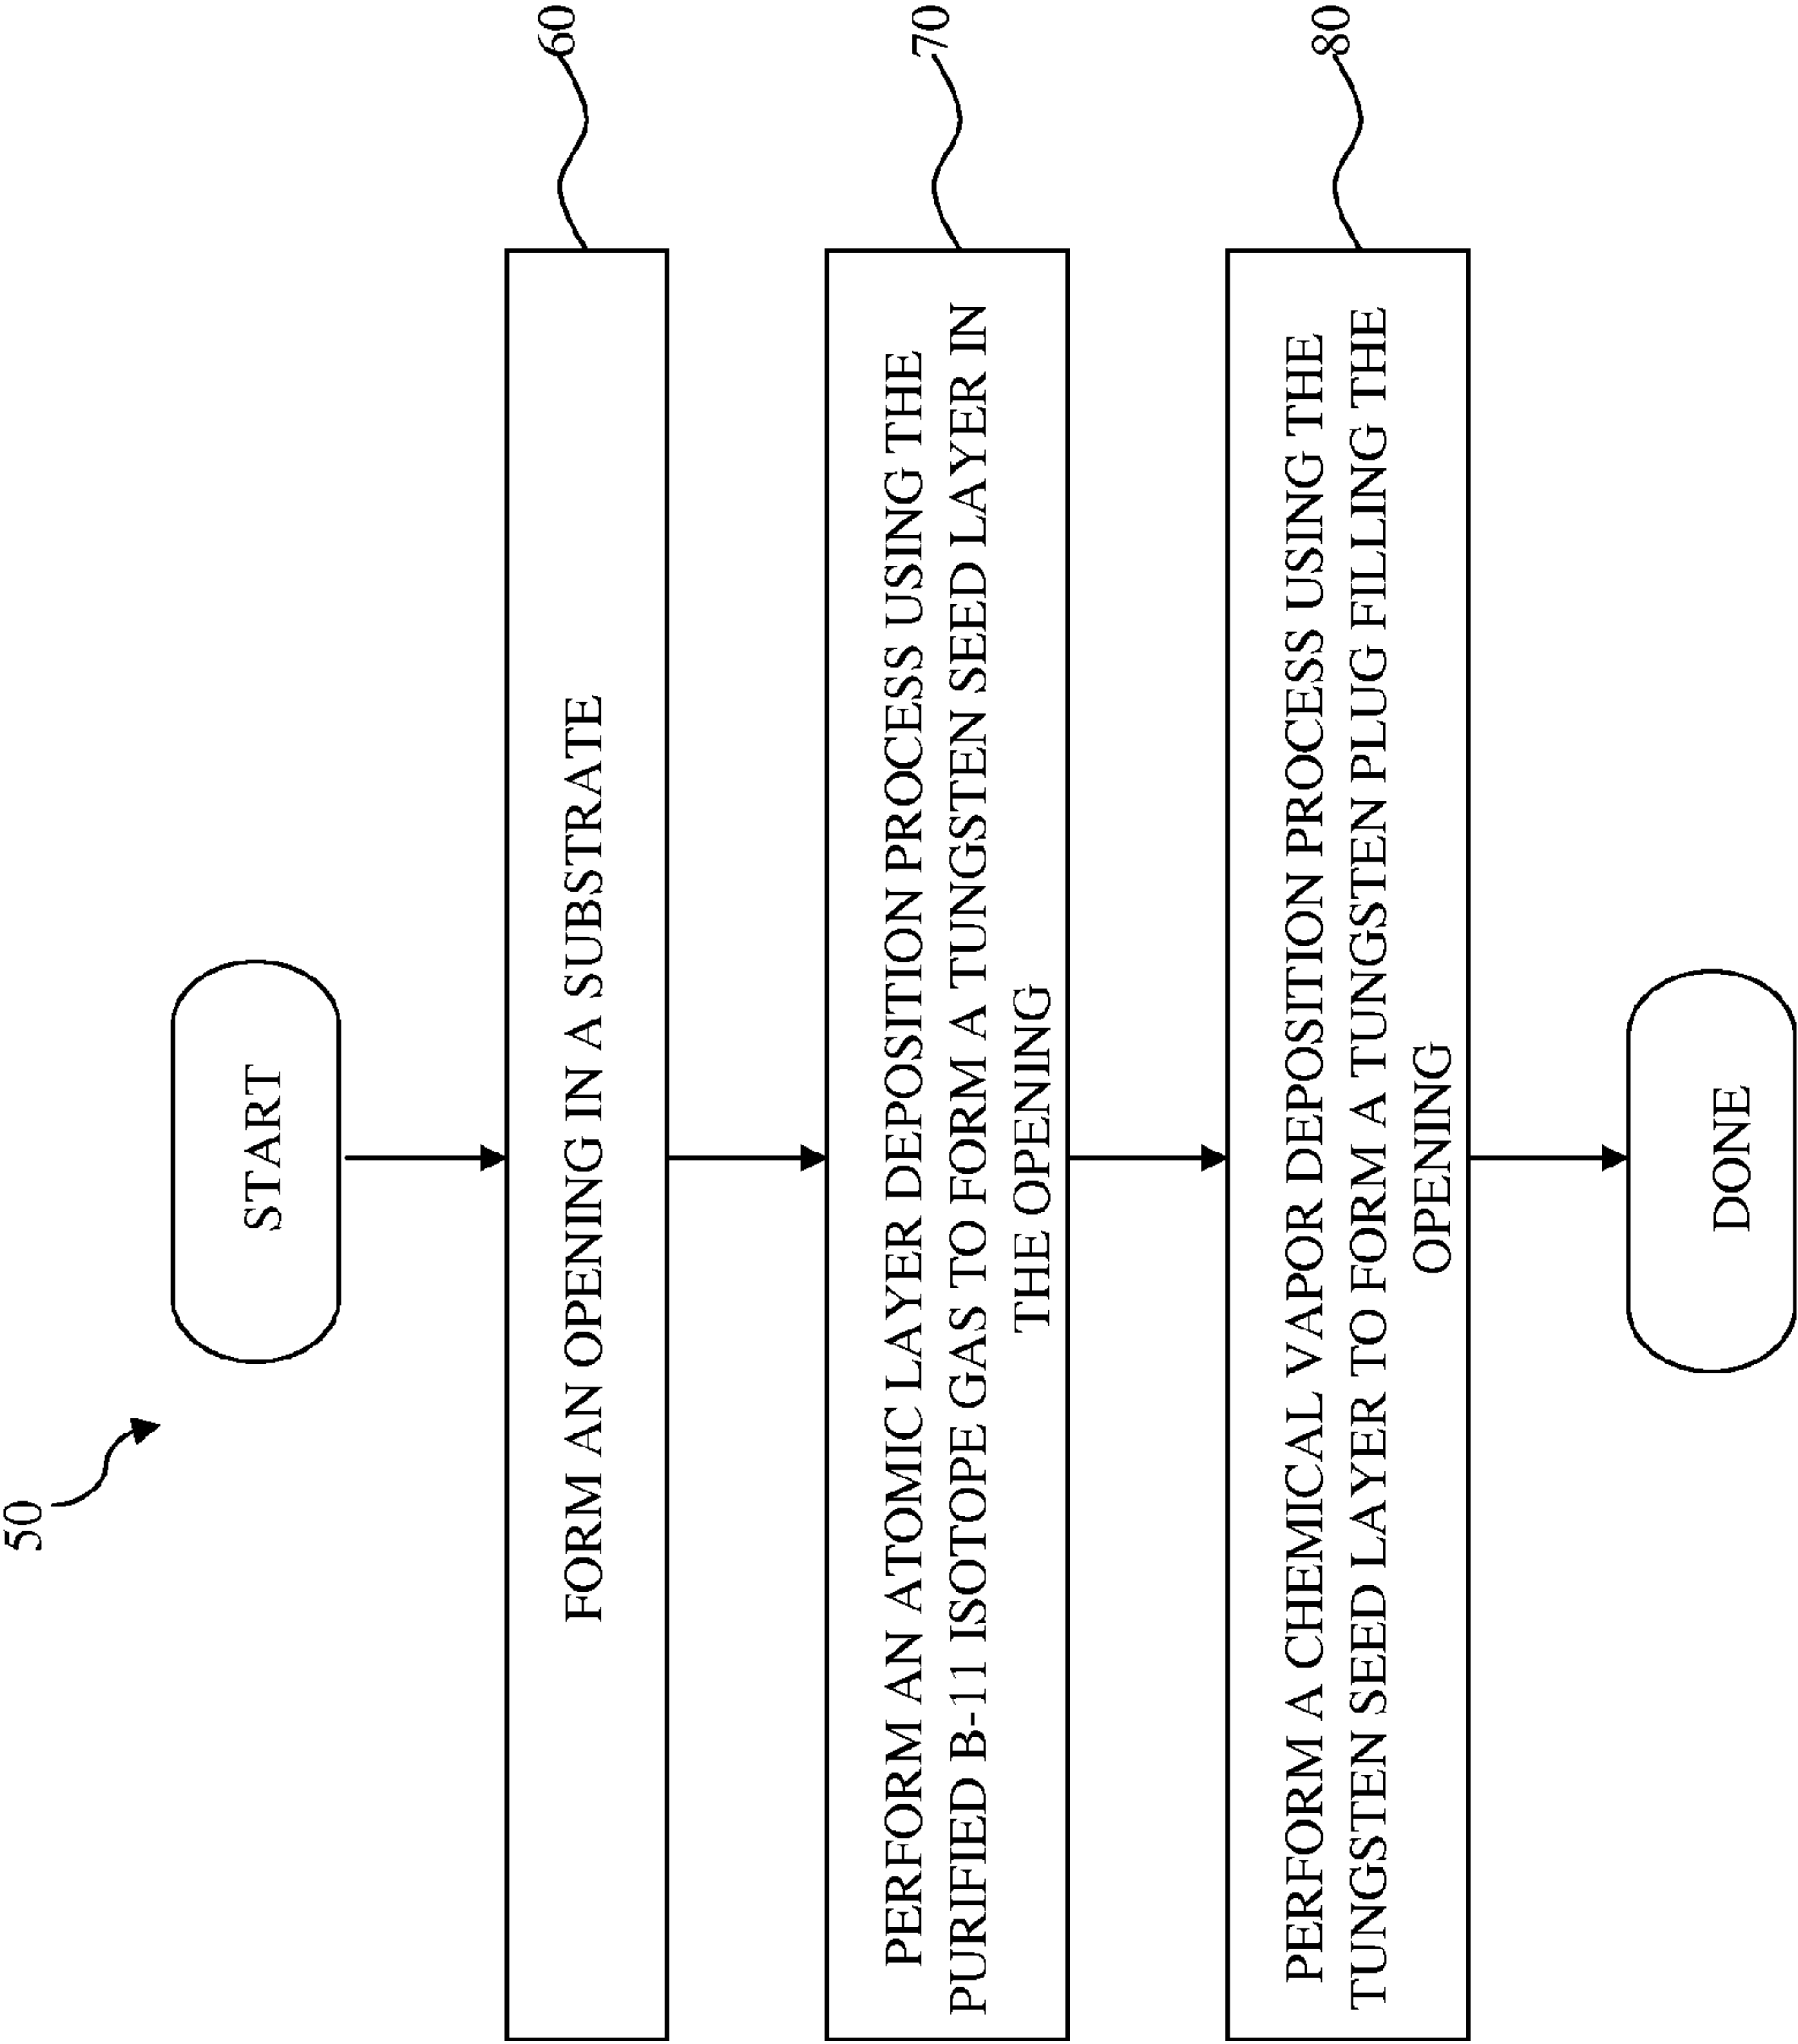 50
START
FORM AN OPENING IN A SUBSTRATE
60
PERFORM AN ATOMIC LAYER DEPOSITION PROCESS USING THE
PURIFIED B-11 ISOTOPE GAS TO FORM A TUNGSTEN SEED LAYER IN
THE OPENING
70
PERFORM A CHEMICAL VAPOR DEPOSITION PROCESS USING THE
TUNGSTEN SEED LAYER TO FORM A TUNGSTEN PLUG FILLING THE
OPENING
80
DONE